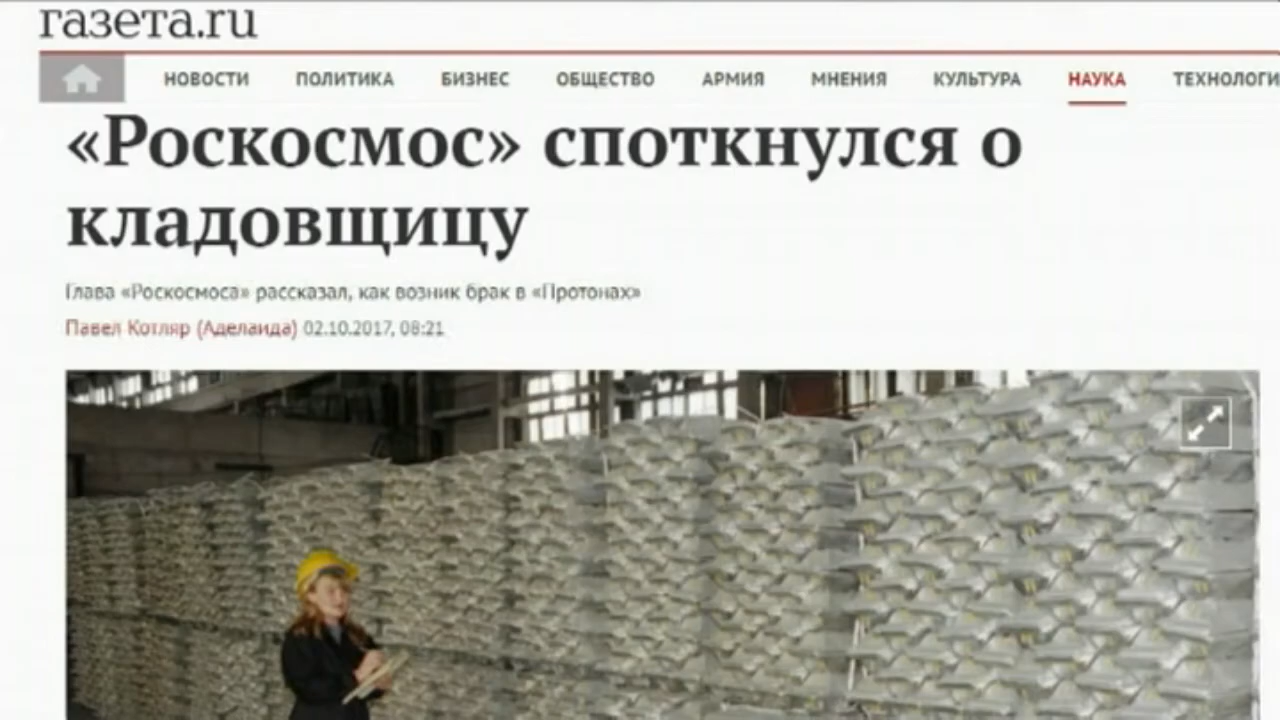 газета.ru
НОВОСТИ ПОЛИТИКА БИЗНЕС ОБЩЕСТВО АРМИЯ МНЕНИЯ КУЛЬТУРА НАУКА ТЕХНОЛОГИ
«Роскосмос» споткнулся о
кладовщицу
Глава «Роскосмоса» рассказал, как возник брак в «Протонах»
Павел Котляр (Аделаида) 02.10.2017, 08:21